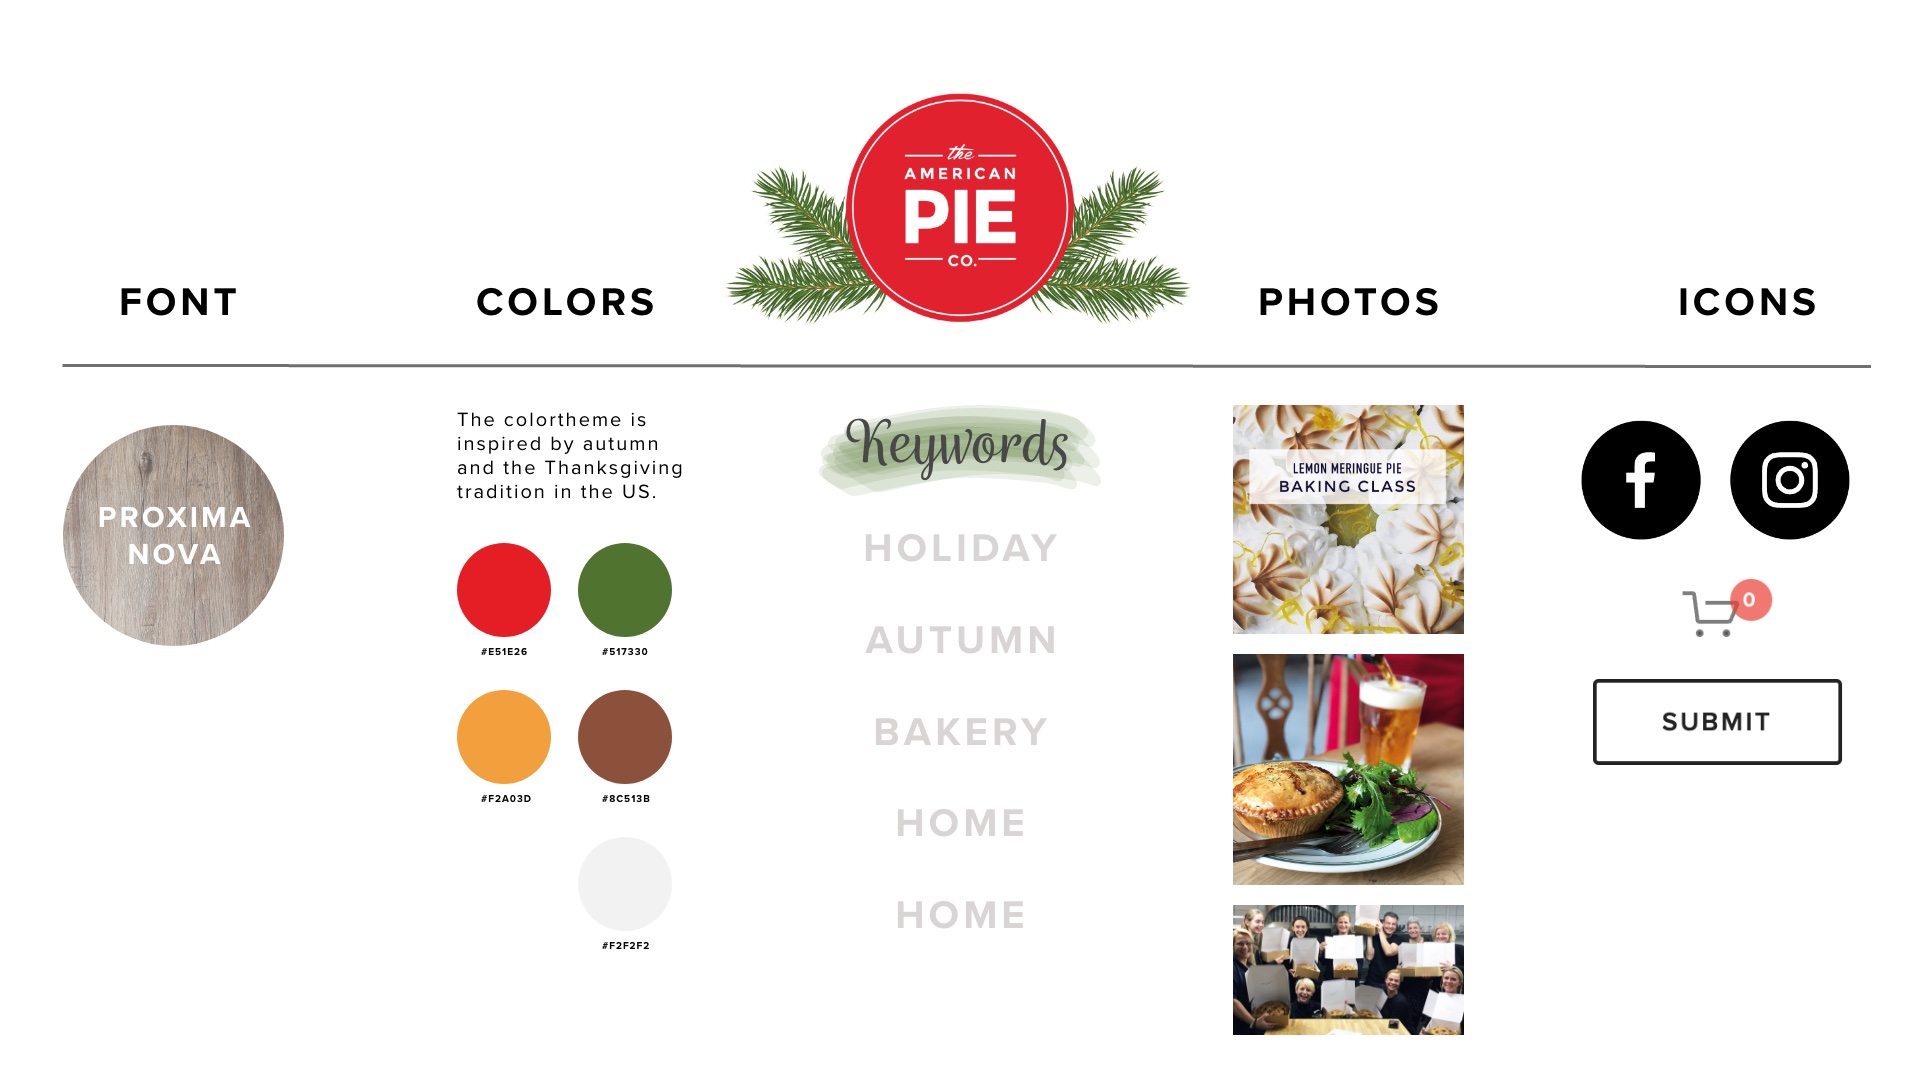 the
AMERICAN
PIE
CO.
FONT
COLORS
PHOTOS
ICONS
PROXIMA
NOVA
The colortheme is
inspired by autumn
and the Thanksgiving
tradition in the US.
#E51E26
#517330
#F2A03D
#8C513B
#F2F2F2
Keywords
HOLIDAY
AUTUMN
BAKERY
HOME
HOME
LEMON MERINGUE PIE
BAKING CLASS
0
SUBMIT